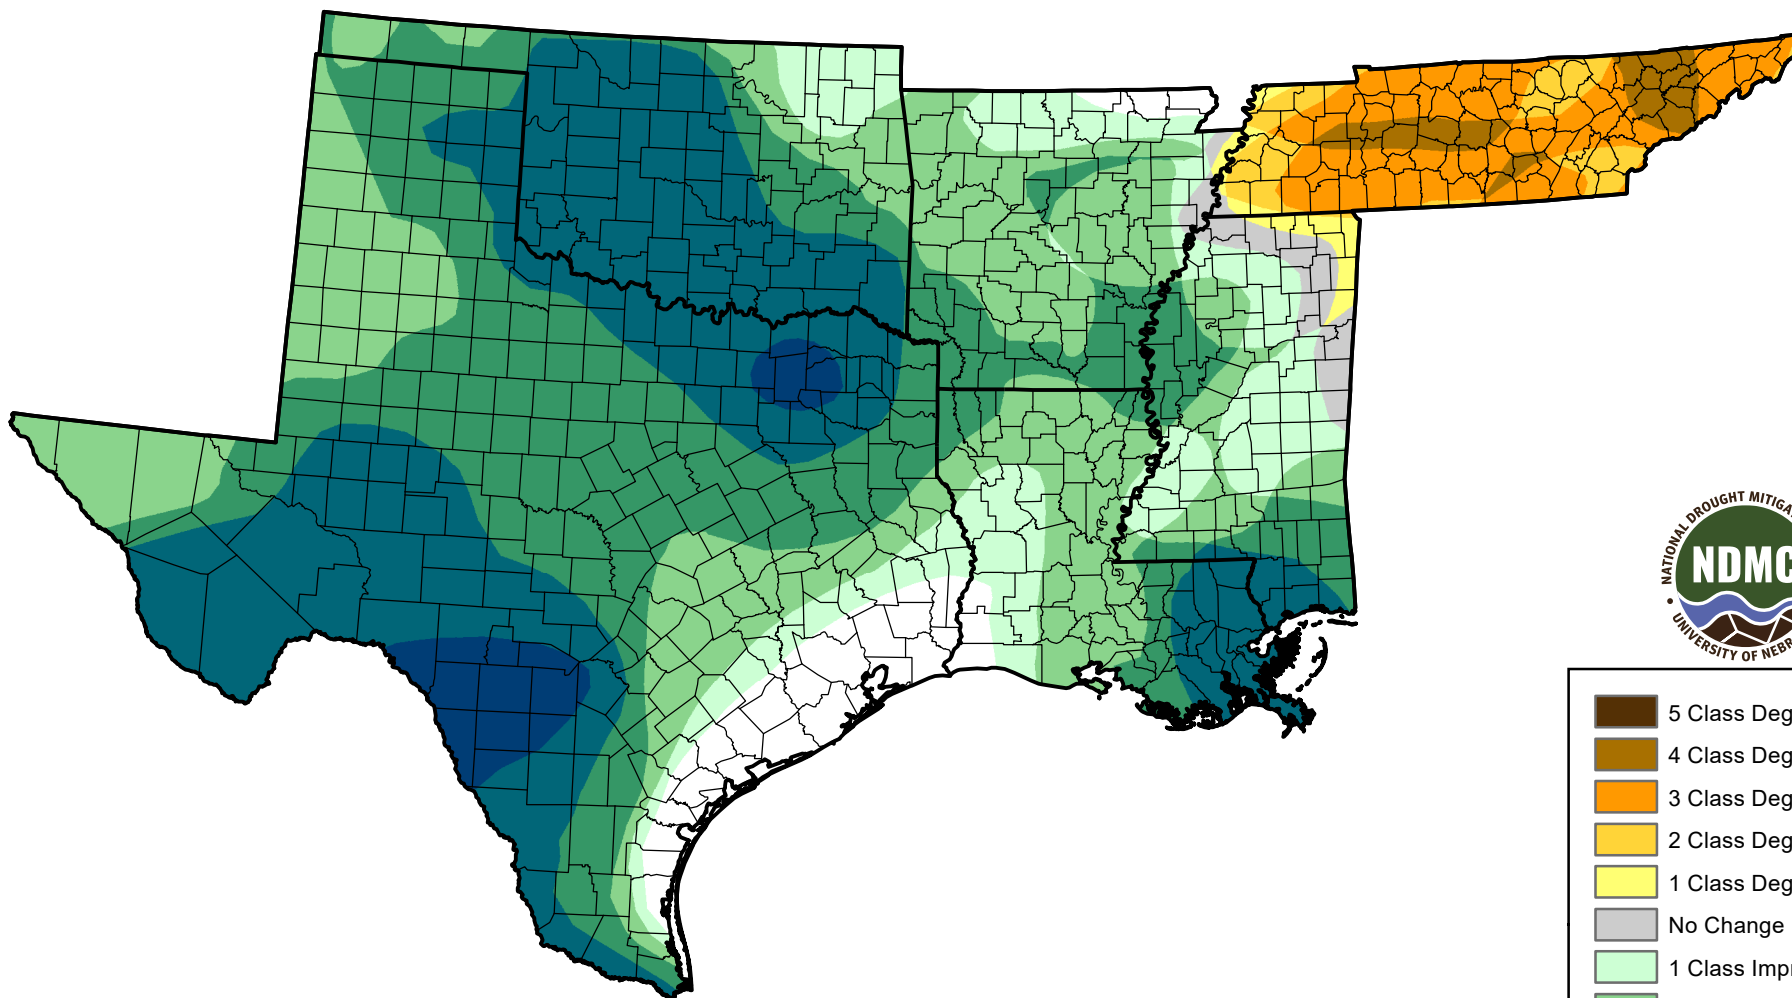 NATIONAL DROUGHT MITIGA
NDMC
UNIVERSITY OF NEBR
5 Class Deg
4 Class Deg
3 Class Deg
2 Class Deg
1 Class Deg
No Change
1 Class Impr